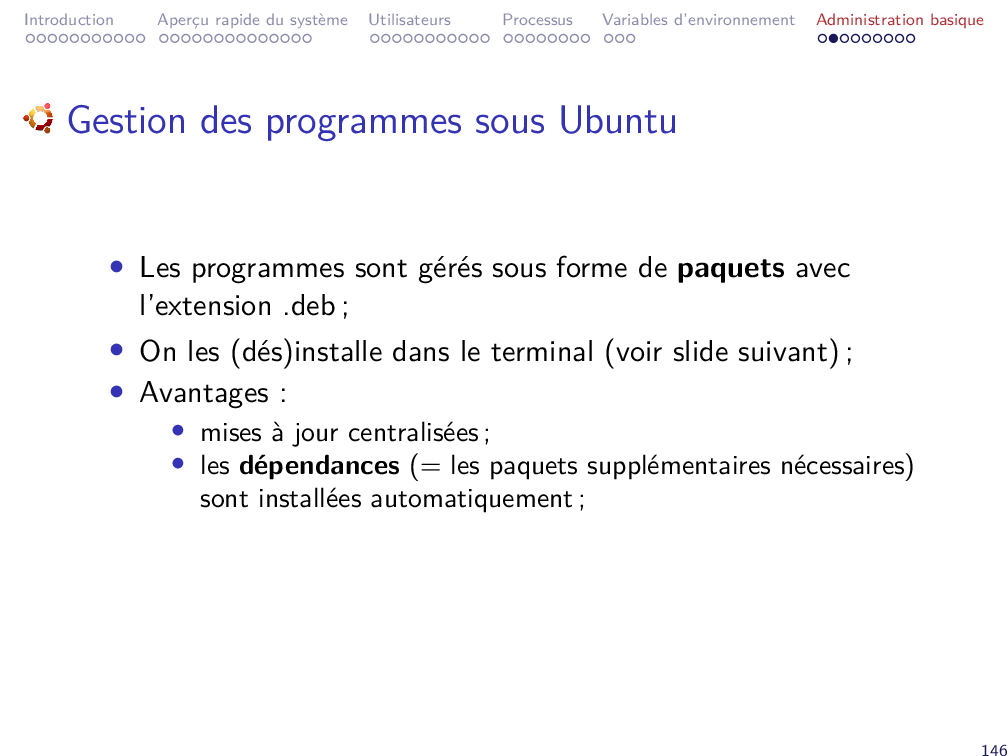 Introduction Aperçu rapide du système Utilisateurs Processus Variables d'environnement Administration basique
Gestion des programmes sous Ubuntu
• Les programmes sont gérés sous forme de paquets avec
l'extension .deb ;
• On les (dés)installe dans le terminal (voir slide suivant) ;
• Avantages :
• mises à jour centralisées ;
• les dépendances (= les paquets supplémentaires nécessaires)
sont installées automatiquement ;
146